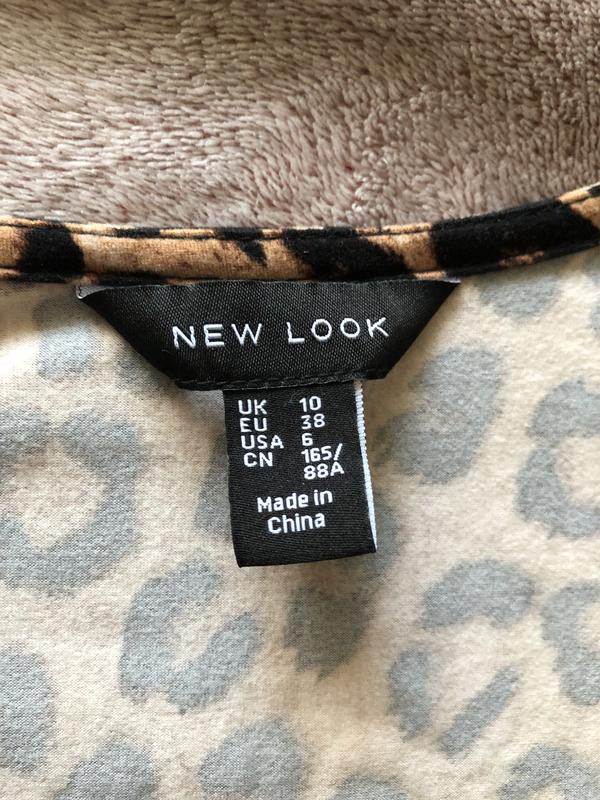 NEW LOOK
UK 10
EU 38
USA 6
CN 165/
88A
Made in
China